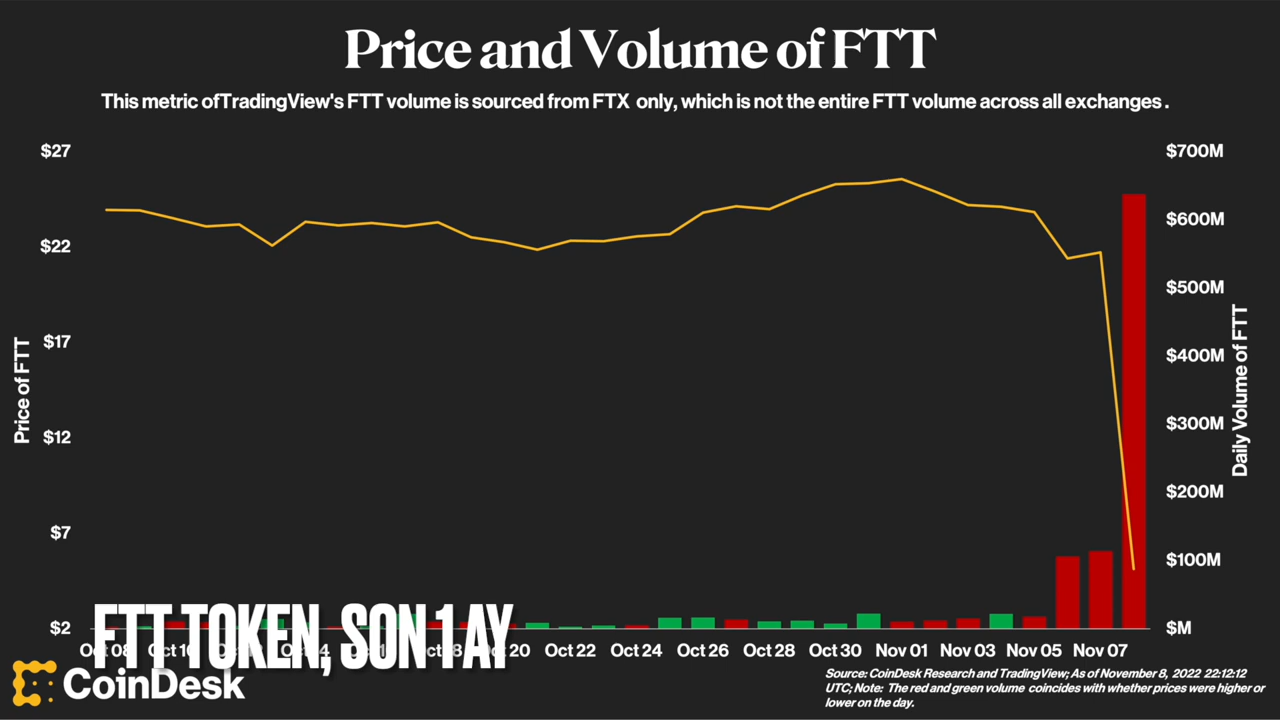 Price and Volume of FTT
This metric ofTradingView's FTT volume is sourced from FTX only, which is not the entire FTT volume across all exchanges .
$27
$22
$17
$12
$7
$2
Price of FTT
$700M
$600M
$500M
$400M
$300M
$200M
$100M
$M
Daily Volume of FTT
FTT TOKEN, SON 1 AY
Oct 08 Oct 10 20 Oct 22 Oct 24 Oct 26 Oct 28 Oct 30 Nov 01 Nov 03 Nov 05 Nov 07
CoinDesk
Source: CoinDesk Research and TradingView; As of November 8, 2022 22:12:12
UTC; Note: The red and green volume coincides with whether prices were higher or
lower on the day.